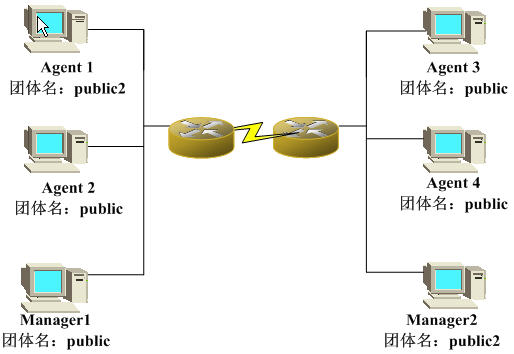 Agent 1
团体名：public2
Agent 2
团体名：public
Manager1
团体名：public
Agent 3
团体名：public
Agent 4
团体名：public
Manager2
团体名：public2